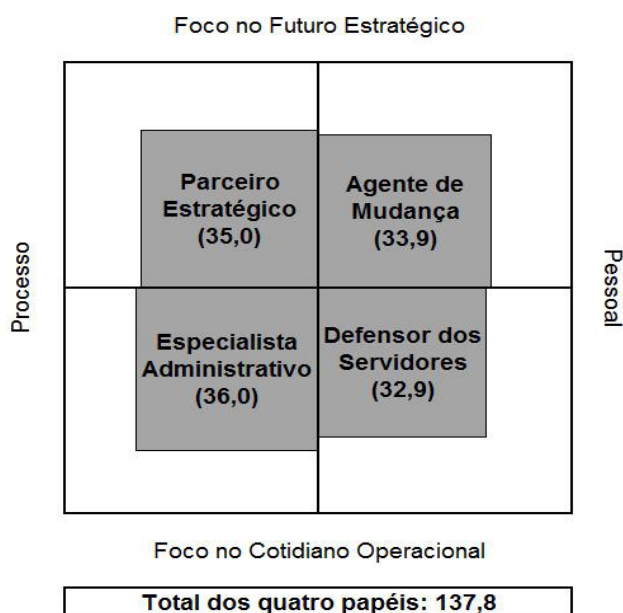 Foco no Futuro Estratégico
Parceiro
Estratégico
(35,0)
Agente de
Mudança
(33,9)
Processo
Pessoal
Especialista
Administrativo
(36,0)
Defensor dos
Servidores
(32,9)
Foco no Cotidiano Operacional
Total dos quatro papéis: 137,8